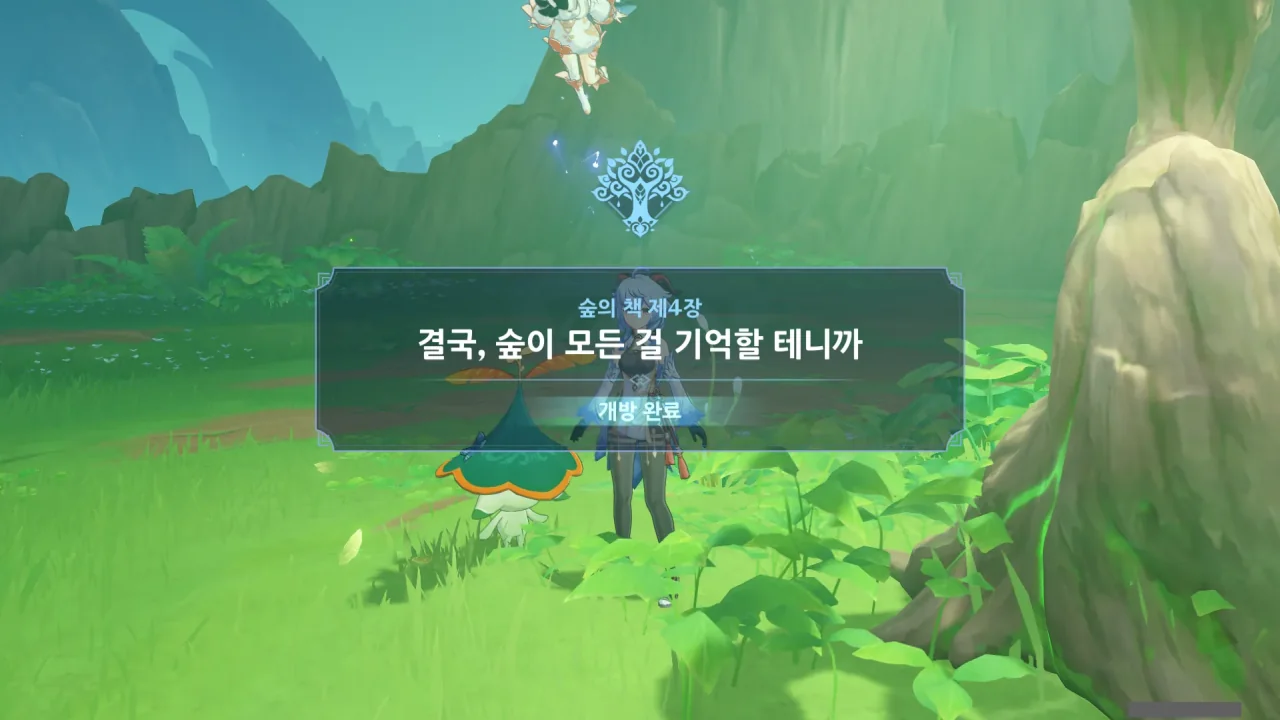 숲의 책 제4장
결국, 숲이 모든 걸 기억할 테니까
개방 완료